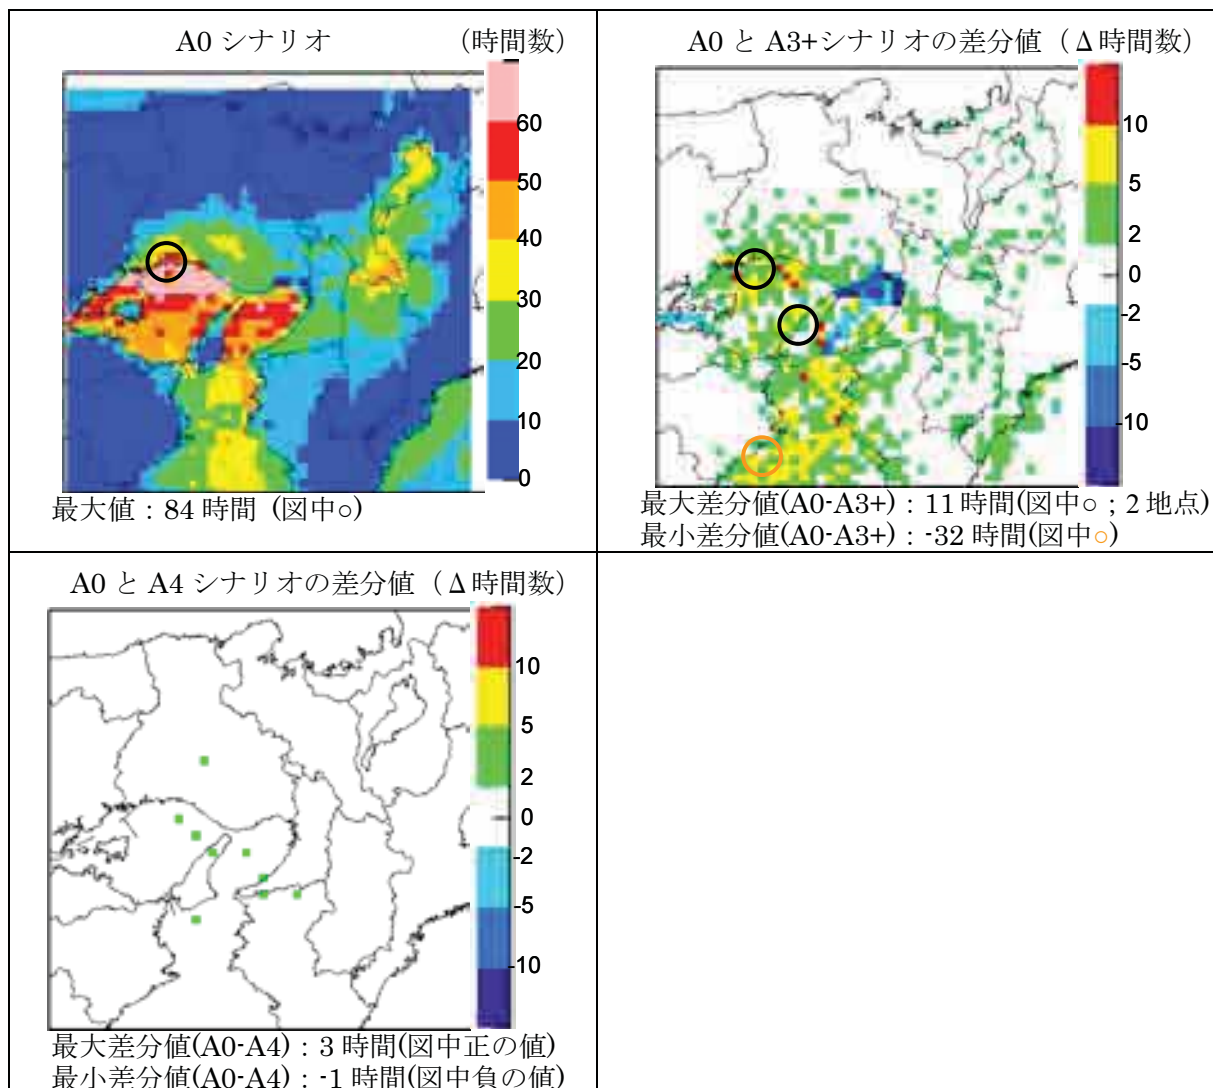 A0 シナリオ (時間数)
60
50
40
30
20
10
0
最大値：84 時間 (図中○)
A0 と A3+シナリオの差分値（Δ時間数）
10
5
2
0
-2
-5
-10
最大差分値(A0-A3+)：11 時間(図中○；2 地点)
最小差分値(A0-A3+)：-32 時間(図中○)
A0 と A4 シナリオの差分値（Δ時間数）
10
5
2
0
-2
-5
-10
最大差分値(A0-A4)：3 時間(図中正の値)
最小差分値(A0-A4)：-1 時間(図中負の値)